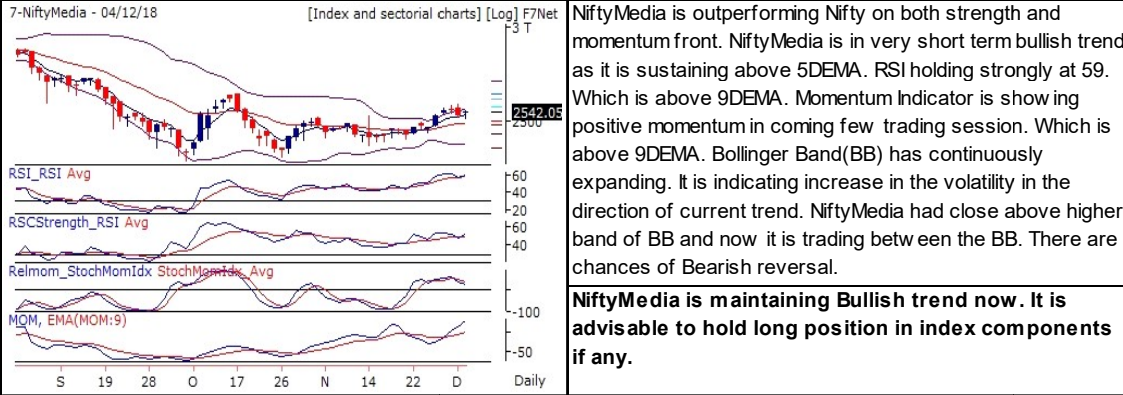 7-NiftyMedia - 04/12/18
[Index and sectorial charts] [Log] F7Net
3 T
2542.05
2500
RSI_RSI Avg
60
40
20
RSCStrength_RSI Avg
60
40
Relmom_StochMomIdx StochMomIdx_Avg
-100
MOM, EMA(MOM:9)
-50
S 19 28 O 17 26 N 14 22 D Daily
NiftyMedia is outperforming Nifty on both strength and
momentum front. NiftyMedia is in very short term bullish trend
as it is sustaining above 5DEMA. RSI holding strongly at 59.
Which is above 9DEMA. Momentum Indicator is showing
positive momentum in coming few trading session. Which is
above 9DEMA. Bollinger Band(BB) has continuously
expanding. It is indicating increase in the volatility in the
direction of current trend. NiftyMedia had close above higher
band of BB and now it is trading between the BB. There are
chances of Bearish reversal.
NiftyMedia is maintaining Bullish trend now. It is
advisable to hold long position in index components
if any.